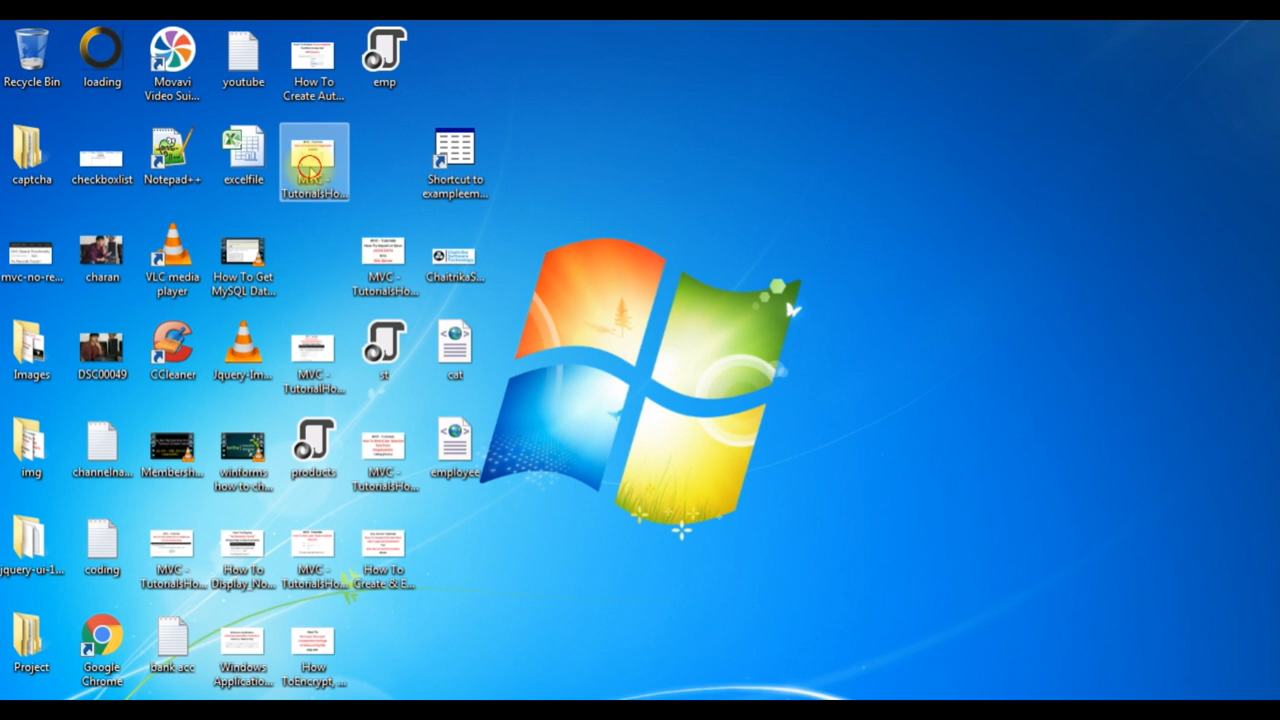 Recycle Bin
loading
Movavi
Video Sui...
youtube
How To
Create Aut...
emp
captcha
checkboxlist
Notepad++
excelfile
MVC -
TutorialsHo...
Shortcut to
exampleem...
mvc-no-re...
charan
VLC media
player
How To Get
MySQL Dat...
MVC -
TutorialsHo...
ChaitrikaS...
Images
DSC00049
CCleaner
Jquery-Im...
MVC -
TutorialHo...
st
cat
img
channelna...
Membersh...
winforms
how to ch...
products
MVC -
TutorialsHo...
employee
jquery-ui-1...
coding
MVC -
TutorialsHo...
How To
Display_No...
MVC -
TutorialsHo...
How To
Create & E...
Project
Google
Chrome
bank acc
Windows
Applicatio...
How
ToEncrypt, ...